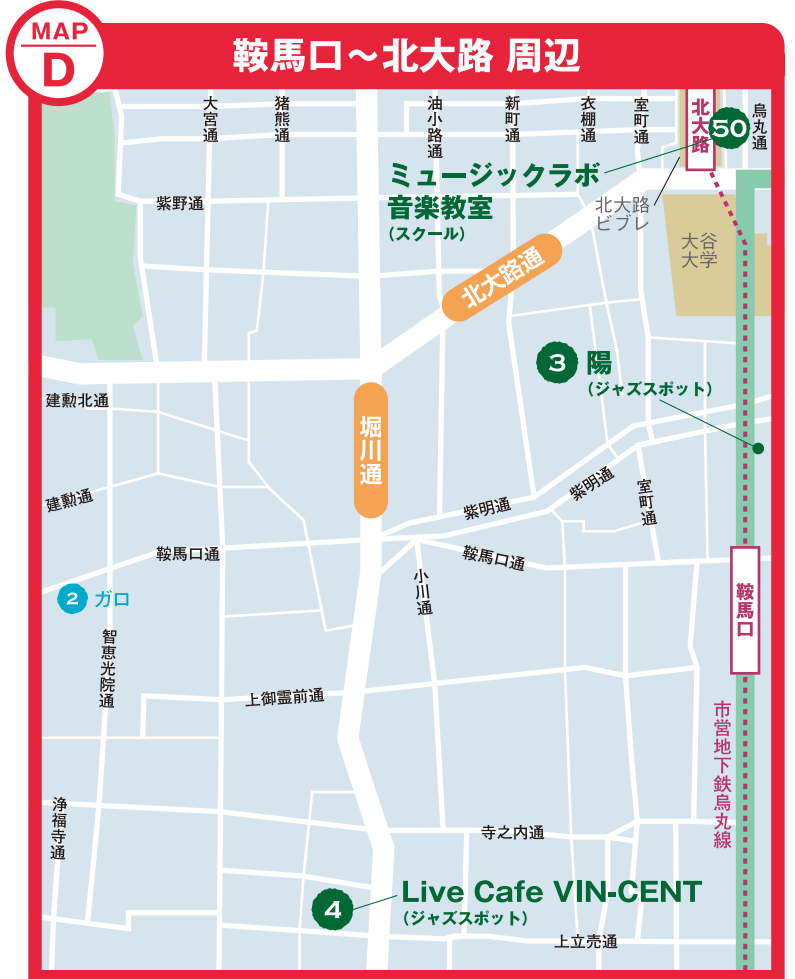 MAP
D
鞍馬口〜北大路 周辺
大宮通
猪熊通
油小路通
新町通
衣棚通
室町通
北大路
50
烏丸通
ミュージックラボ
音楽教室
(スクール)
紫野通
北大路
ビブレ
大谷
大学
北大路通
3 陽
(ジャズスポット)
建勲北通
堀川通
建勲通
紫明通
紫明通
室町通
鞍馬口通
鞍馬口通
小川通
鞍馬口
2 ガロ
智恵光院通
上御霊前通
市営地下鉄烏丸線
浄福寺通
寺之内通
4 Live Cafe VIN-CENT
(ジャズスポット)
上立売通